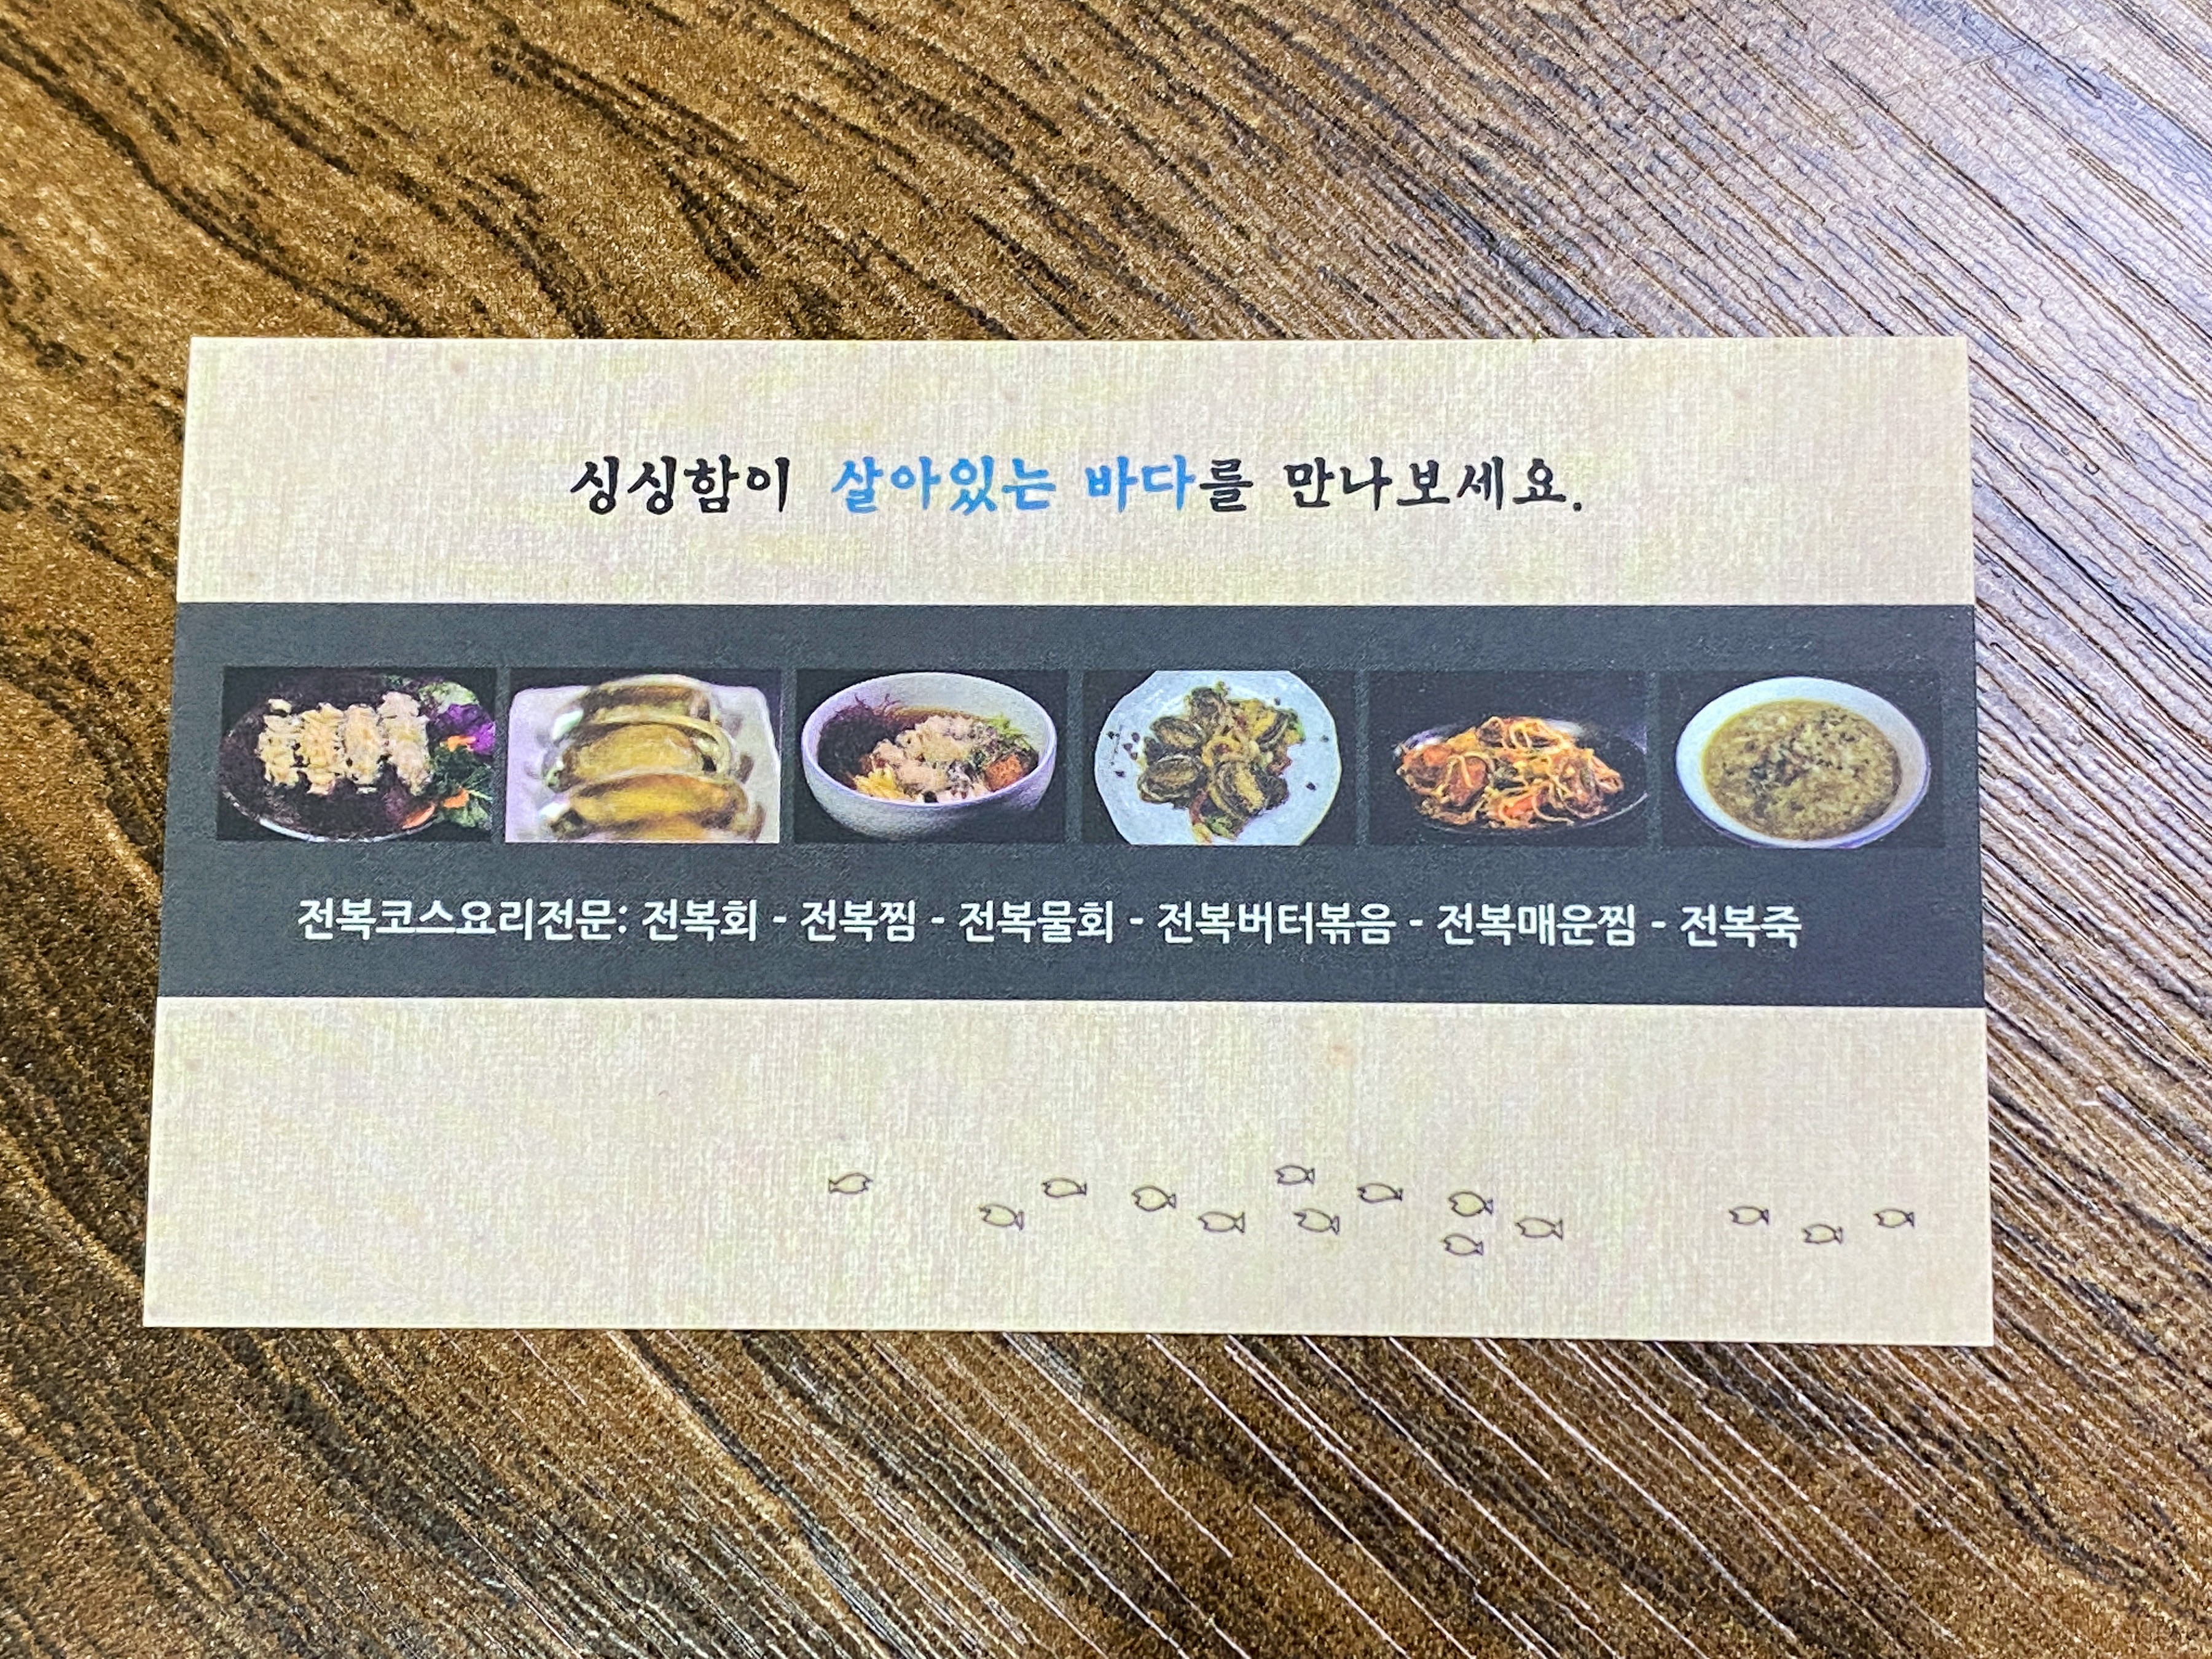 싱싱함이 살아있는 바다를 만나보세요.
전복코스요리전문: 전복회 - 전복찜 - 전복물회 - 전복버터볶음 - 전복매운찜 - 전복죽